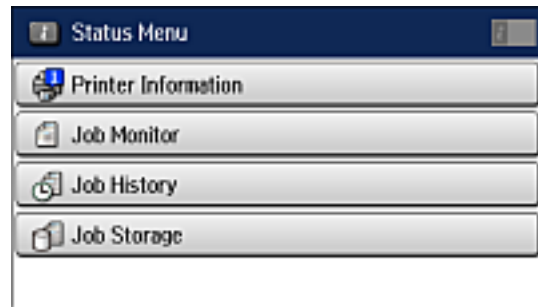 Status Menu
Printer Information
Job Monitor
Job History
Job Storage